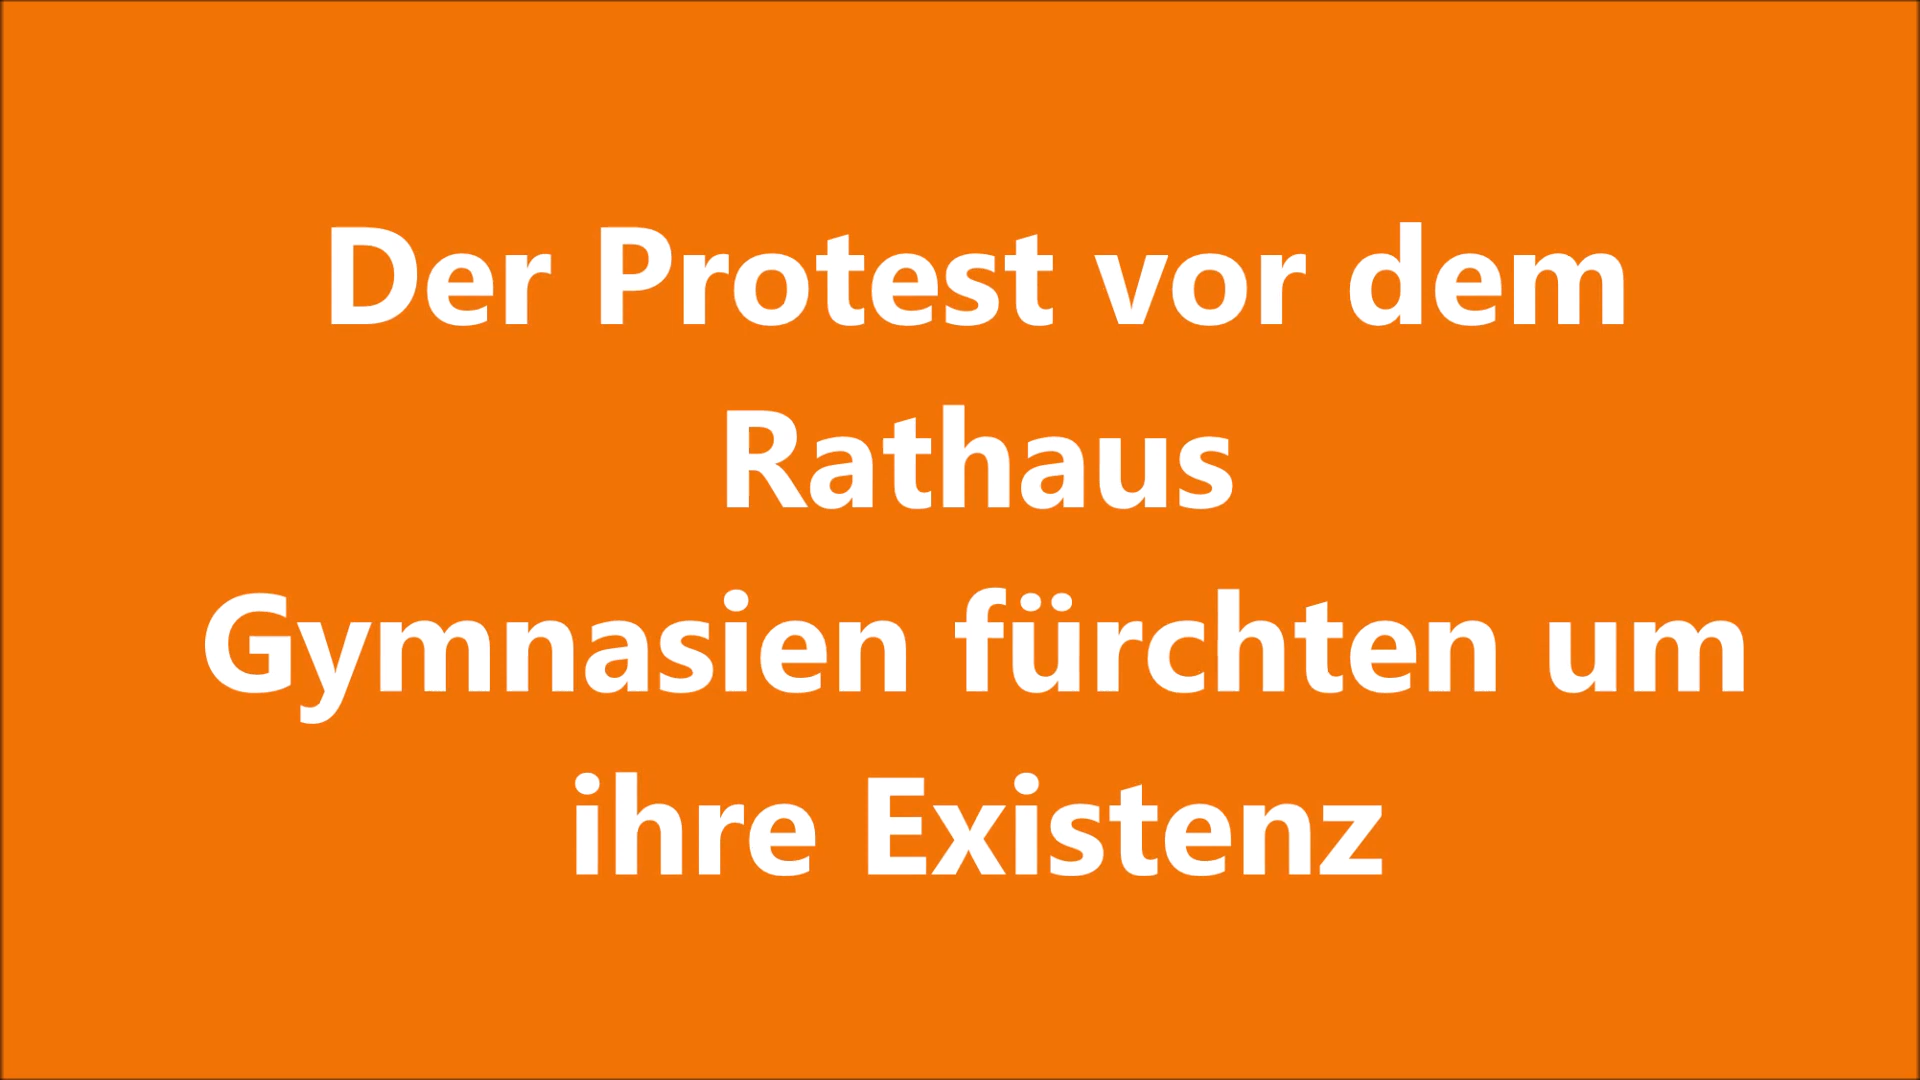 Der Protest vor dem
Rathaus
Gymnasien fürchten um
ihre Existenz